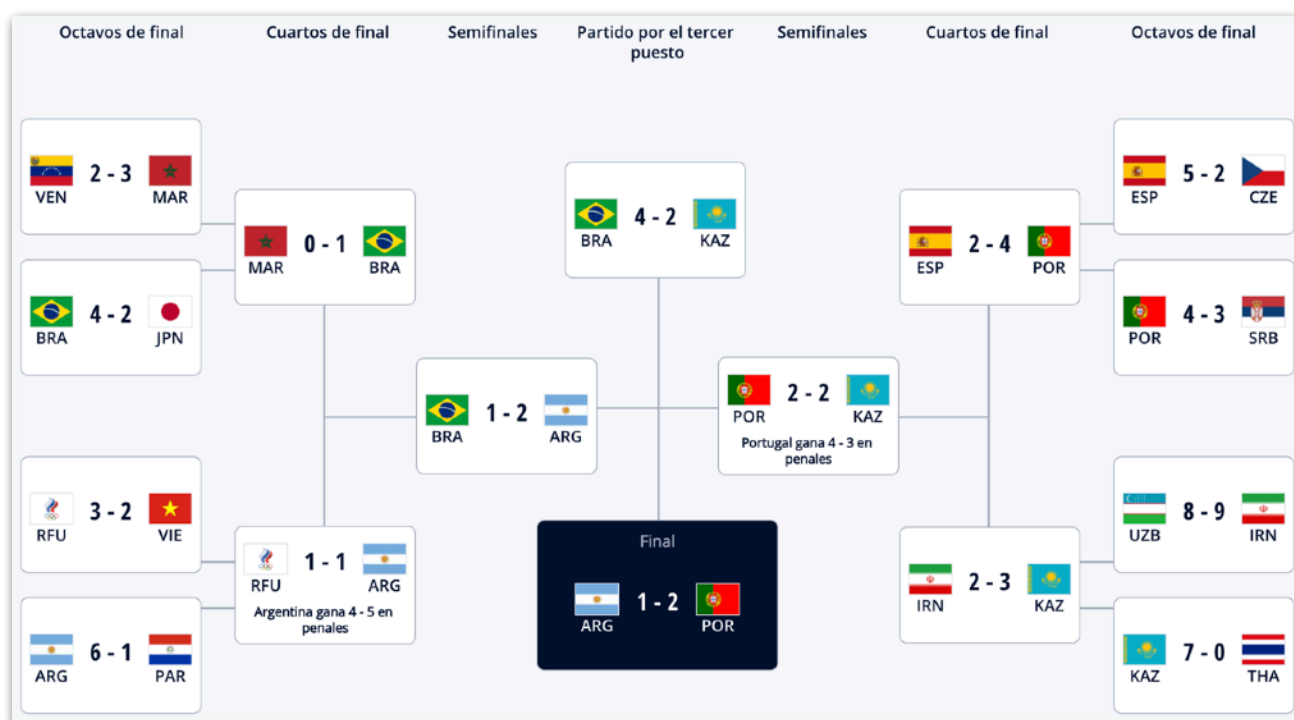 Octavos de final
Cuartos de final
Semifinales
Partido por el tercer
puesto
Semifinales
Cuartos de final
Octavos de final
2 - 3
VEN MAR
4 - 2
BRA JPN
3 - 2
RFU VIE
6 - 1
ARG PAR
0 - 1
MAR BRA
1 - 1
RFU ARG
Argentina gana 4 - 5 en
penales
1 - 2
BRA ARG
4 - 2
BRA KAZ
Final
1 - 2
ARG POR
2 - 2
POR KAZ
Portugal gana 4 - 3 en
penales
2 - 4
ESP POR
2 - 3
IRN KAZ
5 - 2
ESP CZE
4 - 3
POR SRB
8 - 9
UZB IRN
7 - 0
KAZ THA